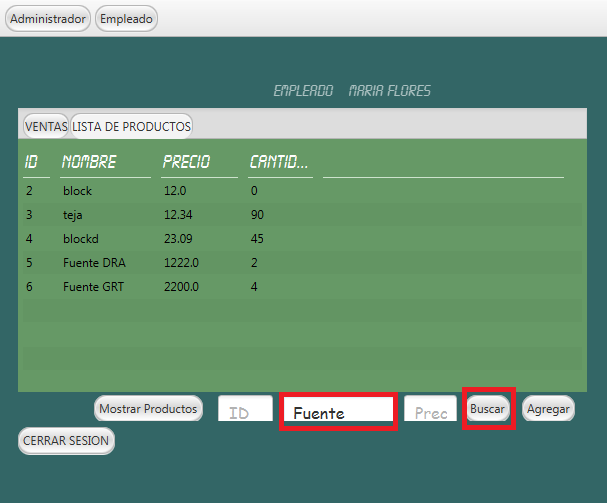 Administrador Empleado
EMPLEADO MARIA FLORES
VENTAS LISTA DE PRODUCTOS
ID NOMBRE PRECIO CANTID...
2 block 12.0 0
3 teja 12.34 90
4 blockd 23.09 45
5 Fuente DRA 1222.0 2
6 Fuente GRT 2200.0 4
Mostrar Productos ID Fuente Prec Buscar Agregar
CERRAR SESION